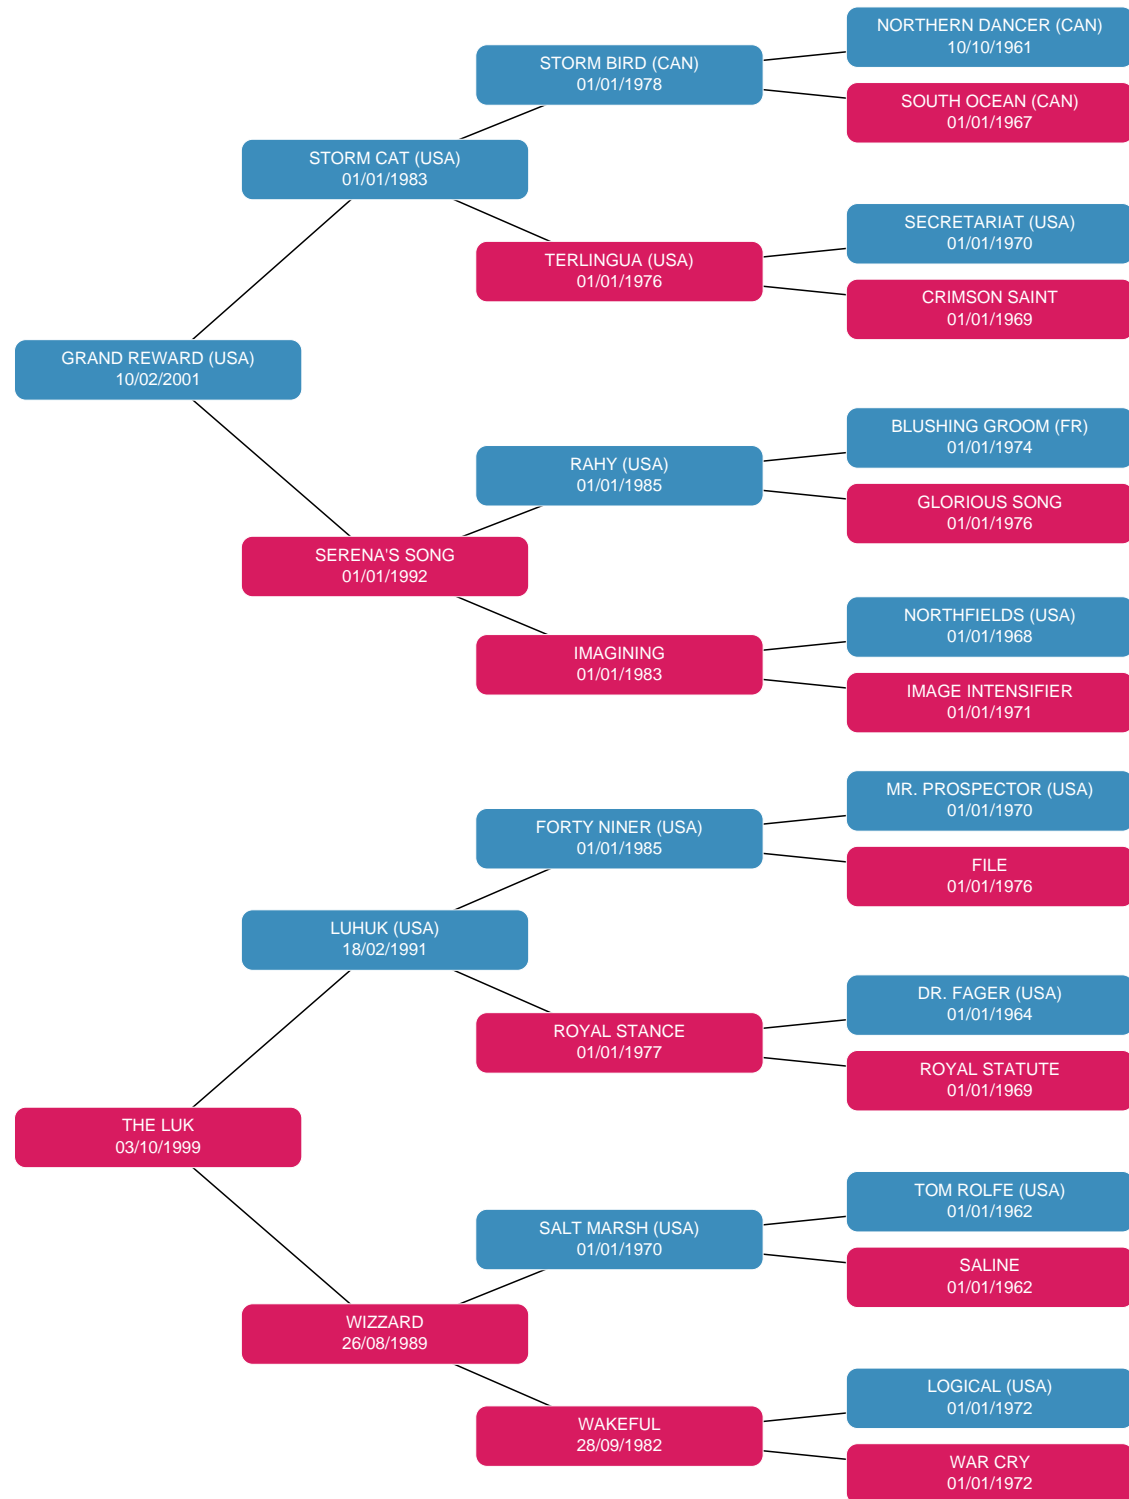 NORTHERN DANCER (CAN)
10/10/1961
STORM BIRD (CAN)
01/01/1978
SOUTH OCEAN (CAN)
01/01/1967
STORM CAT (USA)
01/01/1983
SECRETARIAT (USA)
01/01/1970
TERLINGUA (USA)
01/01/1976
CRIMSON SAINT
01/01/1969
GRAND REWARD (USA)
10/02/2001
BLUSHING GROOM (FR)
01/01/1974
RAHY (USA)
01/01/1985
GLORIOUS SONG
01/01/1976
SERENA'S SONG
01/01/1992
NORTHFIELDS (USA)
01/01/1968
IMAGINING
01/01/1983
IMAGE INTENSIFIER
01/01/1971
MR. PROSPECTOR (USA)
01/01/1970
FORTY NINER (USA)
01/01/1985
FILE
01/01/1976
LUHUK (USA)
18/02/1991
DR. FAGER (USA)
01/01/1964
ROYAL STANCE
01/01/1977
ROYAL STATUTE
01/01/1969
THE LUK
03/10/1999
TOM ROLFE (USA)
01/01/1962
SALT MARSH (USA)
01/01/1970
SALINE
01/01/1962
WIZZARD
26/08/1989
LOGICAL (USA)
01/01/1972
WAKEFUL
28/09/1982
WAR CRY
01/01/1972